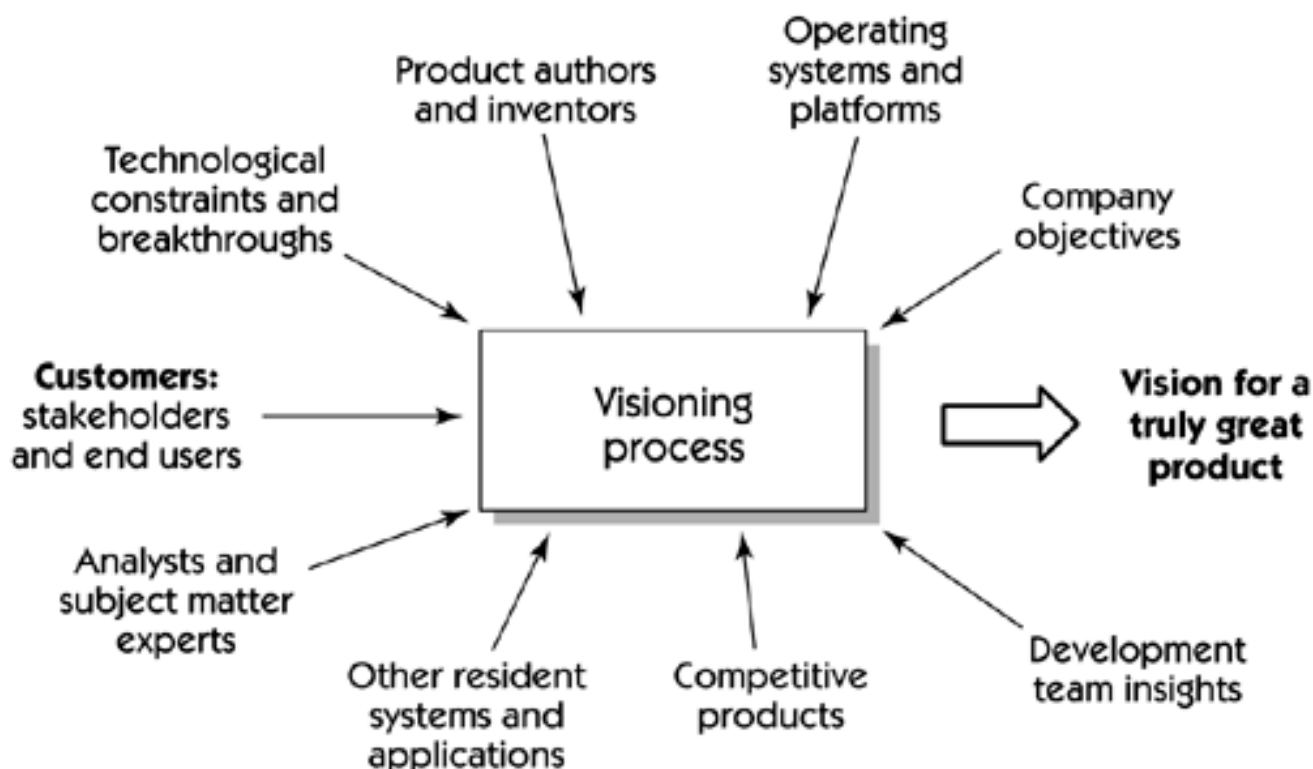 Operating
systems and
platforms
Product authors
and inventors
Technological
constraints and
breakthroughs
Company
objectives
Customers:
stakeholders
and end users
Visioning
process
Vision for a
truly great
product
Analysts and
subject matter
experts
Other resident
systems and
applications
Competitive
products
Development
team insights